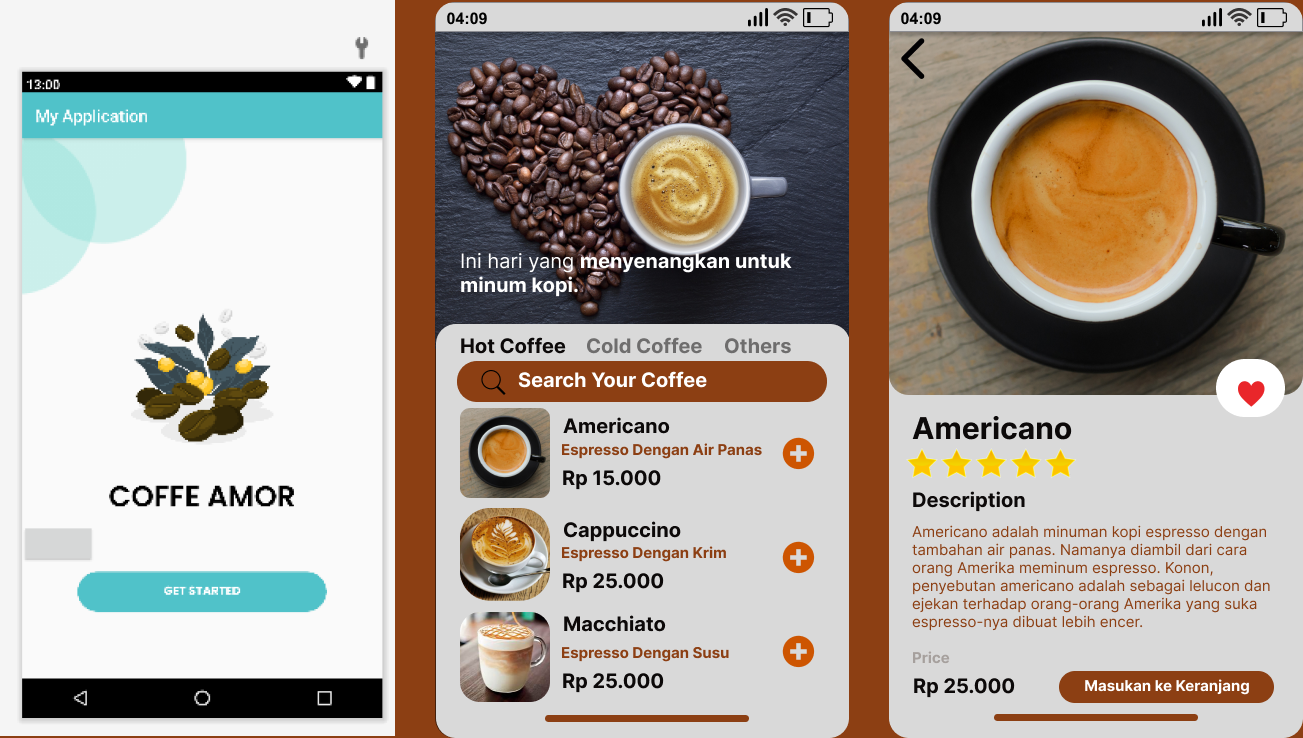 13:00
My Application
COFFE AMOR
GET STARTED
04:09
Ini hari yang menyenangkan untuk
minum kopi.
Hot Coffee Cold Coffee Others
Search Your Coffee
Americano
Espresso Dengan Air Panas
Rp 15.000
Cappuccino
Espresso Dengan Krim
Rp 25.000
Macchiato
Espresso Dengan Susu
Rp 25.000
04:09
Americano
Description
Americano adalah minuman kopi espresso dengan
tambahan air panas. Namanya diambil dari cara
orang Amerika meminum espresso. Konon,
penyebutan americano adalah sebagai lelucon dan
ejekan terhadap orang-orang Amerika yang suka
espresso-nya dibuat lebih encer.
Price
Rp 25.000
Masukan ke Keranjang